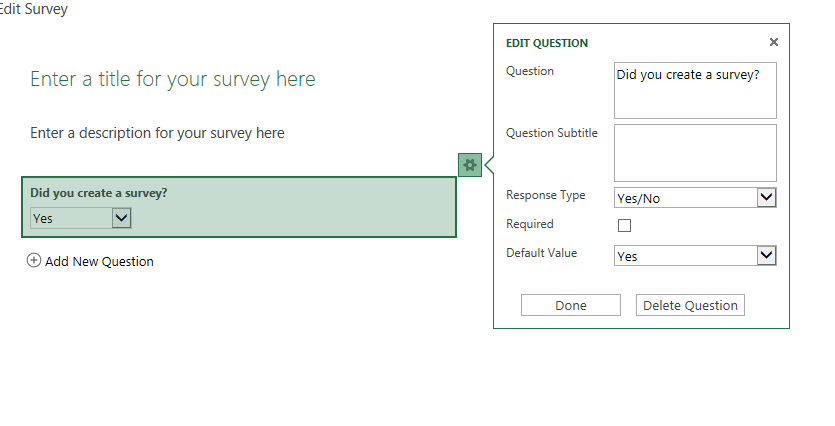 Edit Survey
Enter a title for your survey here
Enter a description for your survey here
Did you create a survey?
Yes
Add New Question
EDIT QUESTION
Question
Did you create a survey?
Question Subtitle
Response Type
Yes/No
Required
Default Value
Yes
Done
Delete Question